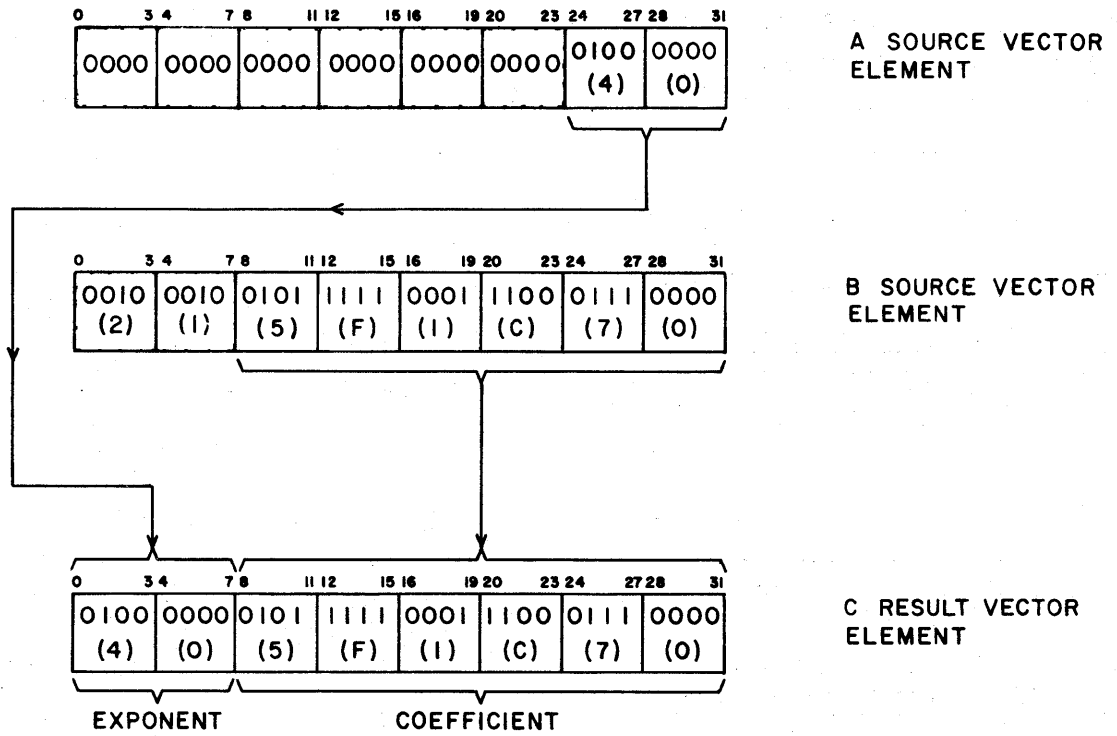 0 3 4 7 8 11 12 15 16 19 20 23 24 27 28 31
0000 0000 0000 0000 0000 0000 0100 0000
(4) (0)
A SOURCE VECTOR
ELEMENT
0 3 4 7 8 11 12 15 16 19 20 23 24 27 28 31
0010 0010 0101 1111 0001 1100 0111 0000
(2) (1) (5) (F) (1) (C) (7) (0)
B SOURCE VECTOR
ELEMENT
0 3 4 7 8 11 12 15 16 19 20 23 24 27 28 31
0100 0000 0101 1111 0001 1100 0111 0000
(4) (0) (5) (F) (1) (C) (7) (0)
C RESULT VECTOR
ELEMENT
EXPONENT COEFFICIENT